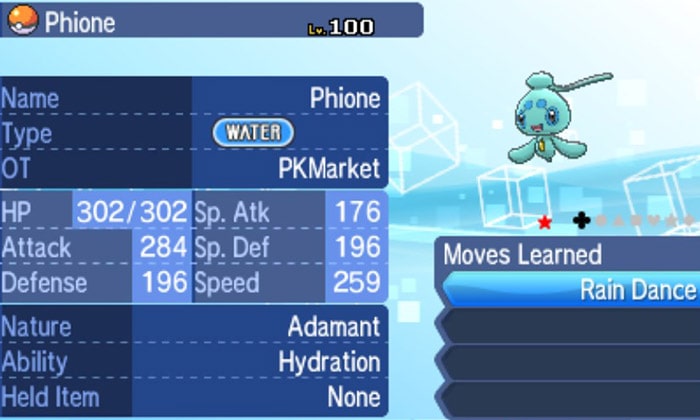 Phione Lv.100
Name Phione
Type WATER
OT PKMarket
HP 302/302 Sp. Atk 176
Attack 284 Sp. Def 196
Defense 196 Speed 259
Nature Adamant
Ability Hydration
Held Item None
Moves Learned
Rain Dance